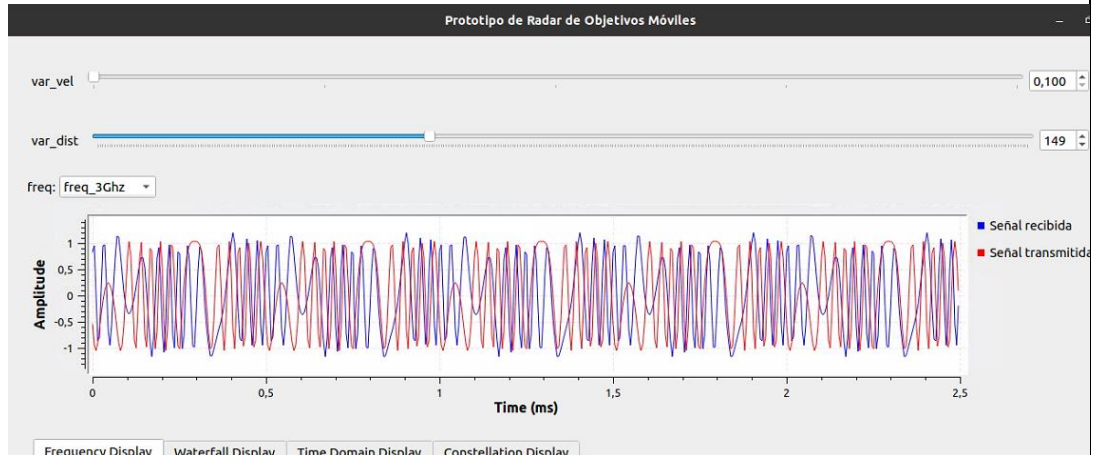 Prototipo de Radar de Objetivos Móviles
var_vel
0,100
var_dist
149
freq: freq_3Ghz
Señal recibida
Señal transmitida
Amplitude
1
0,5
0
-0,5
-1
0 0,5 1 1,5 2 2,5
Time (ms)
Frequency Display Waterfall Display Time Domain Display Constellation Display